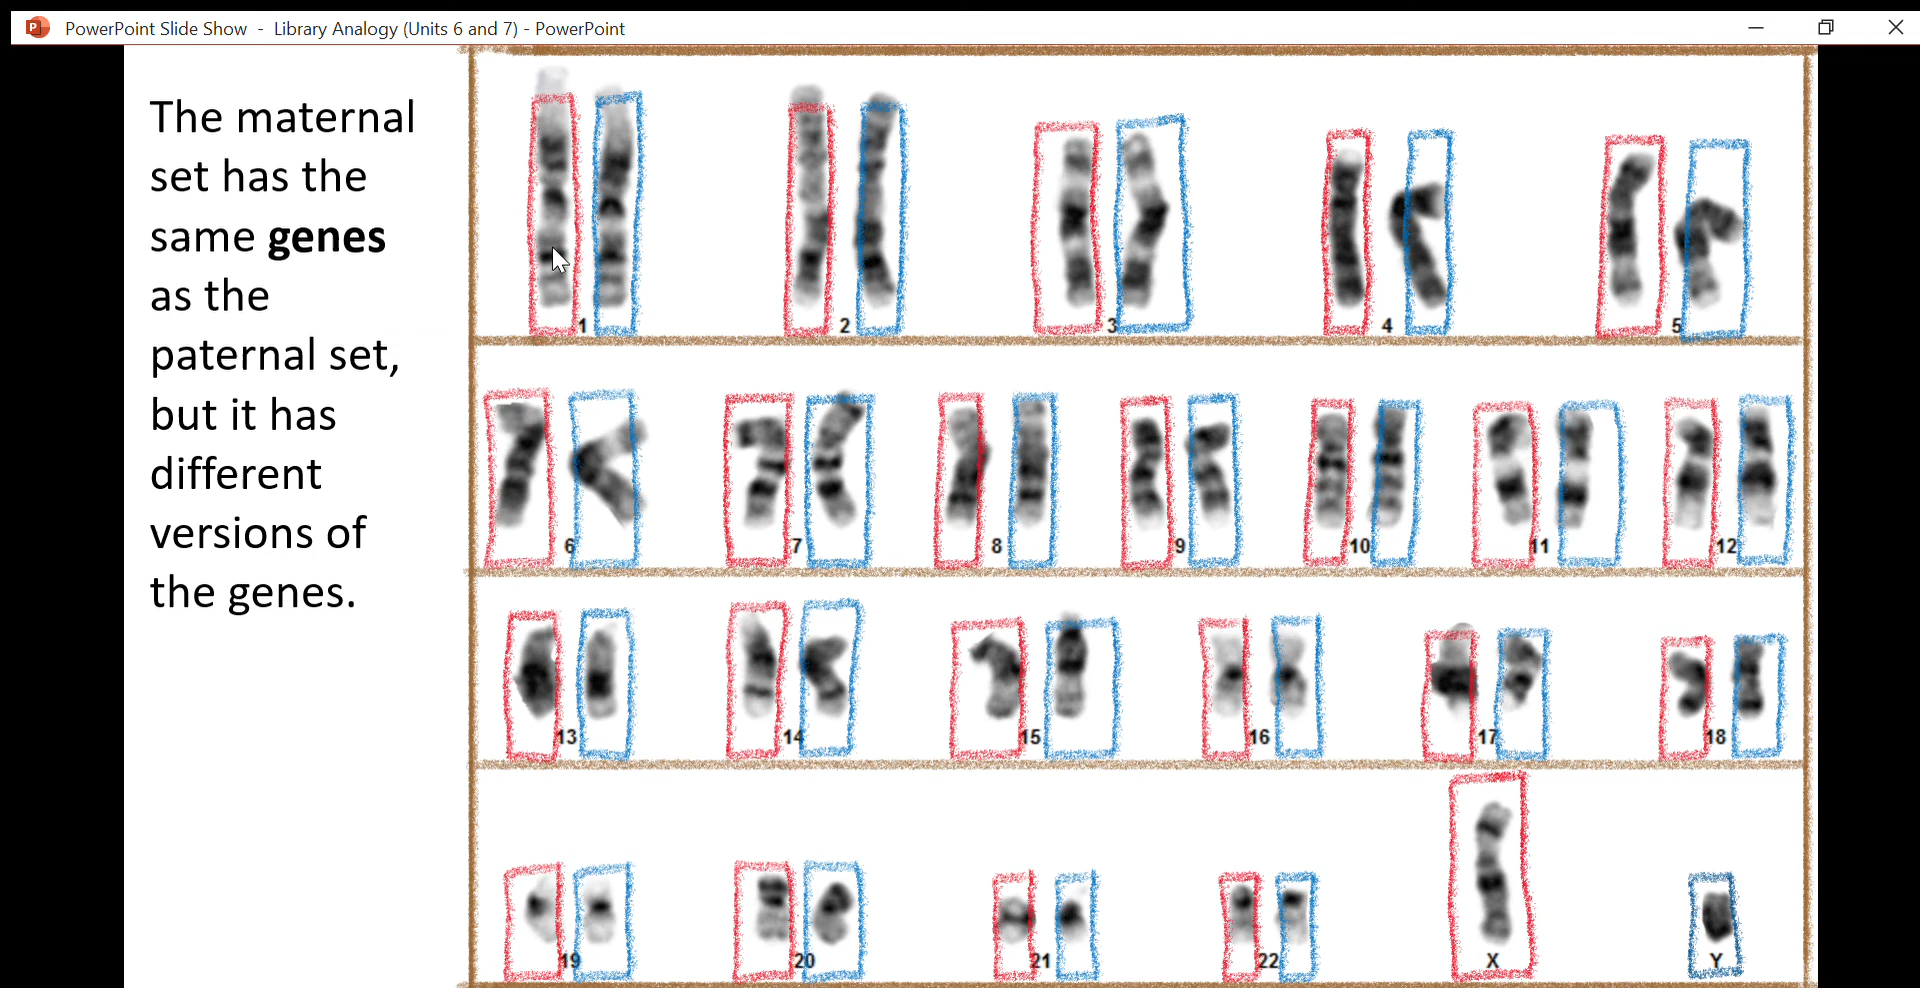 PowerPoint Slide Show - Library Analogy (Units 6 and 7) - PowerPoint
The maternal
set has the
same genes
as the
paternal set,
but it has
different
versions of
the genes.
1 2 3 4 5
6 7 8 9 10 11 12
13 14 15 16 17 18
19 20 21 22 X Y